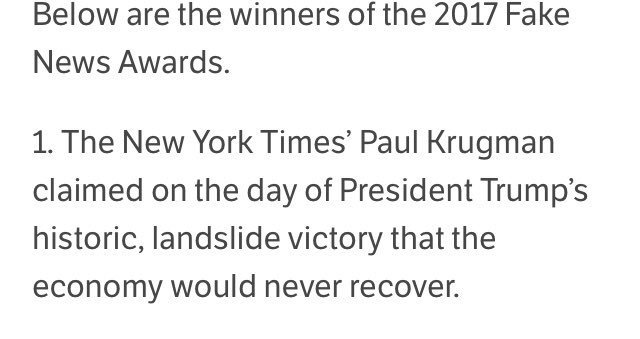 Below are the winners of the 2017 Fake
News Awards.
1. The New York Times’ Paul Krugman
claimed on the day of President Trump’s
historic, landslide victory that the
economy would never recover.